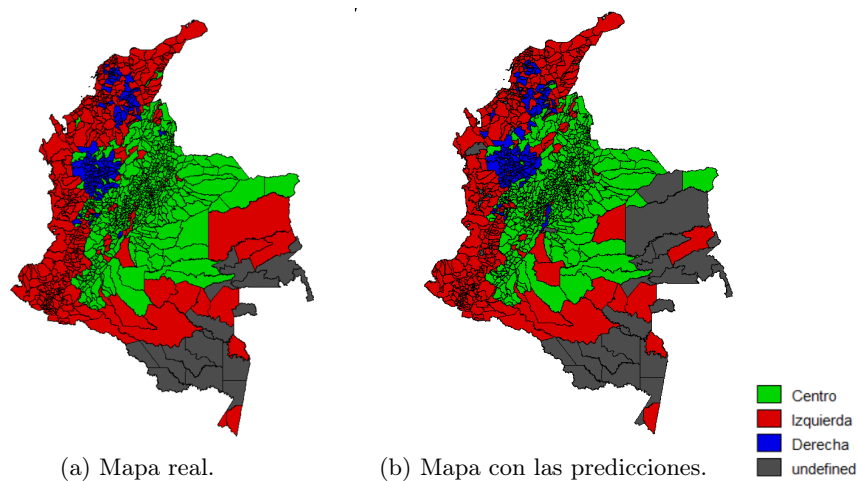 (a) Mapa real.
(b) Mapa con las predicciones.
Centro
Izquierda
Derecha
undefined